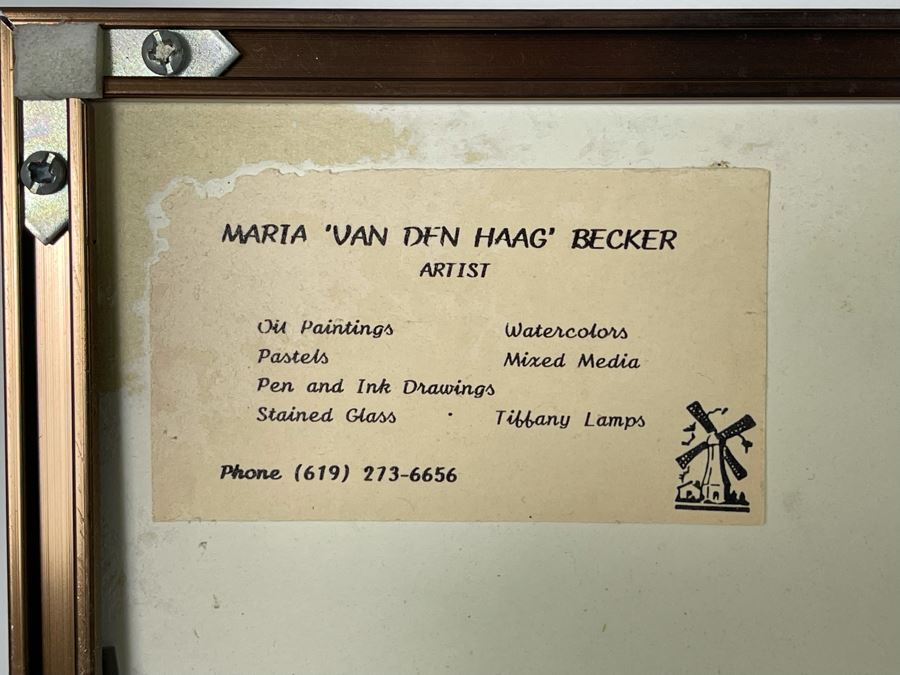 MARIA 'VAN DEN HAAG' BECKER
ARTIST
Oil Paintings Watercolors
Pastels Mixed Media
Pen and Ink Drawings
Stained Glass · Tiffany Lamps
Phone (619) 273-6656